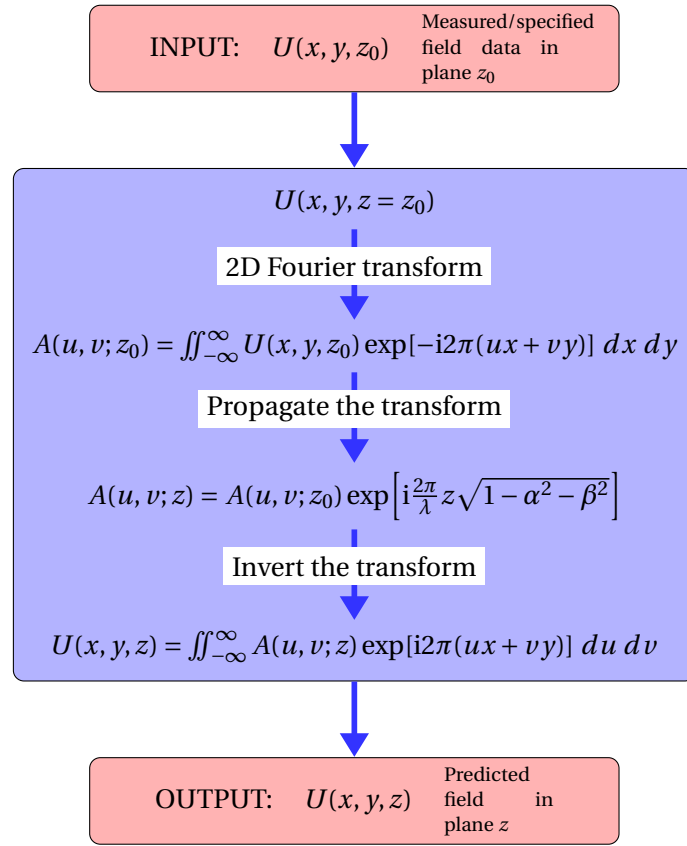 INPUT: U(x, y, z₀) Measured/specified
field data in
plane z₀
U(x, y, z = z₀)
2D Fourier transform
A(u, v; z₀) = ∬_{-∞}^{∞} U(x, y, z₀) exp[−i2π(ux + vy)] dx dy
Propagate the transform
A(u, v; z) = A(u, v; z₀) exp[i 2π/λ z √(1 − α² − β²)]
Invert the transform
U(x, y, z) = ∬_{-∞}^{∞} A(u, v; z) exp[i2π(ux + vy)] du dv
OUTPUT: U(x, y, z) Predicted
field in
plane z